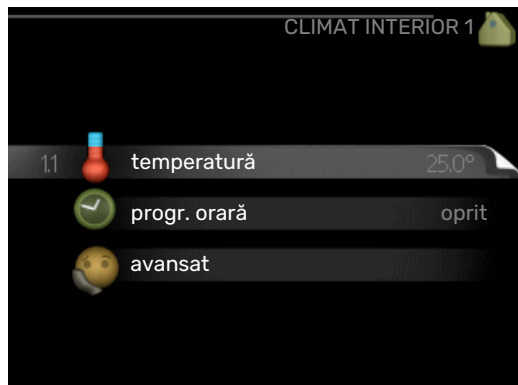 CLIMAT INTERIOR 1
1.1 temperatură 25.0°
progr. orară oprit
avansat